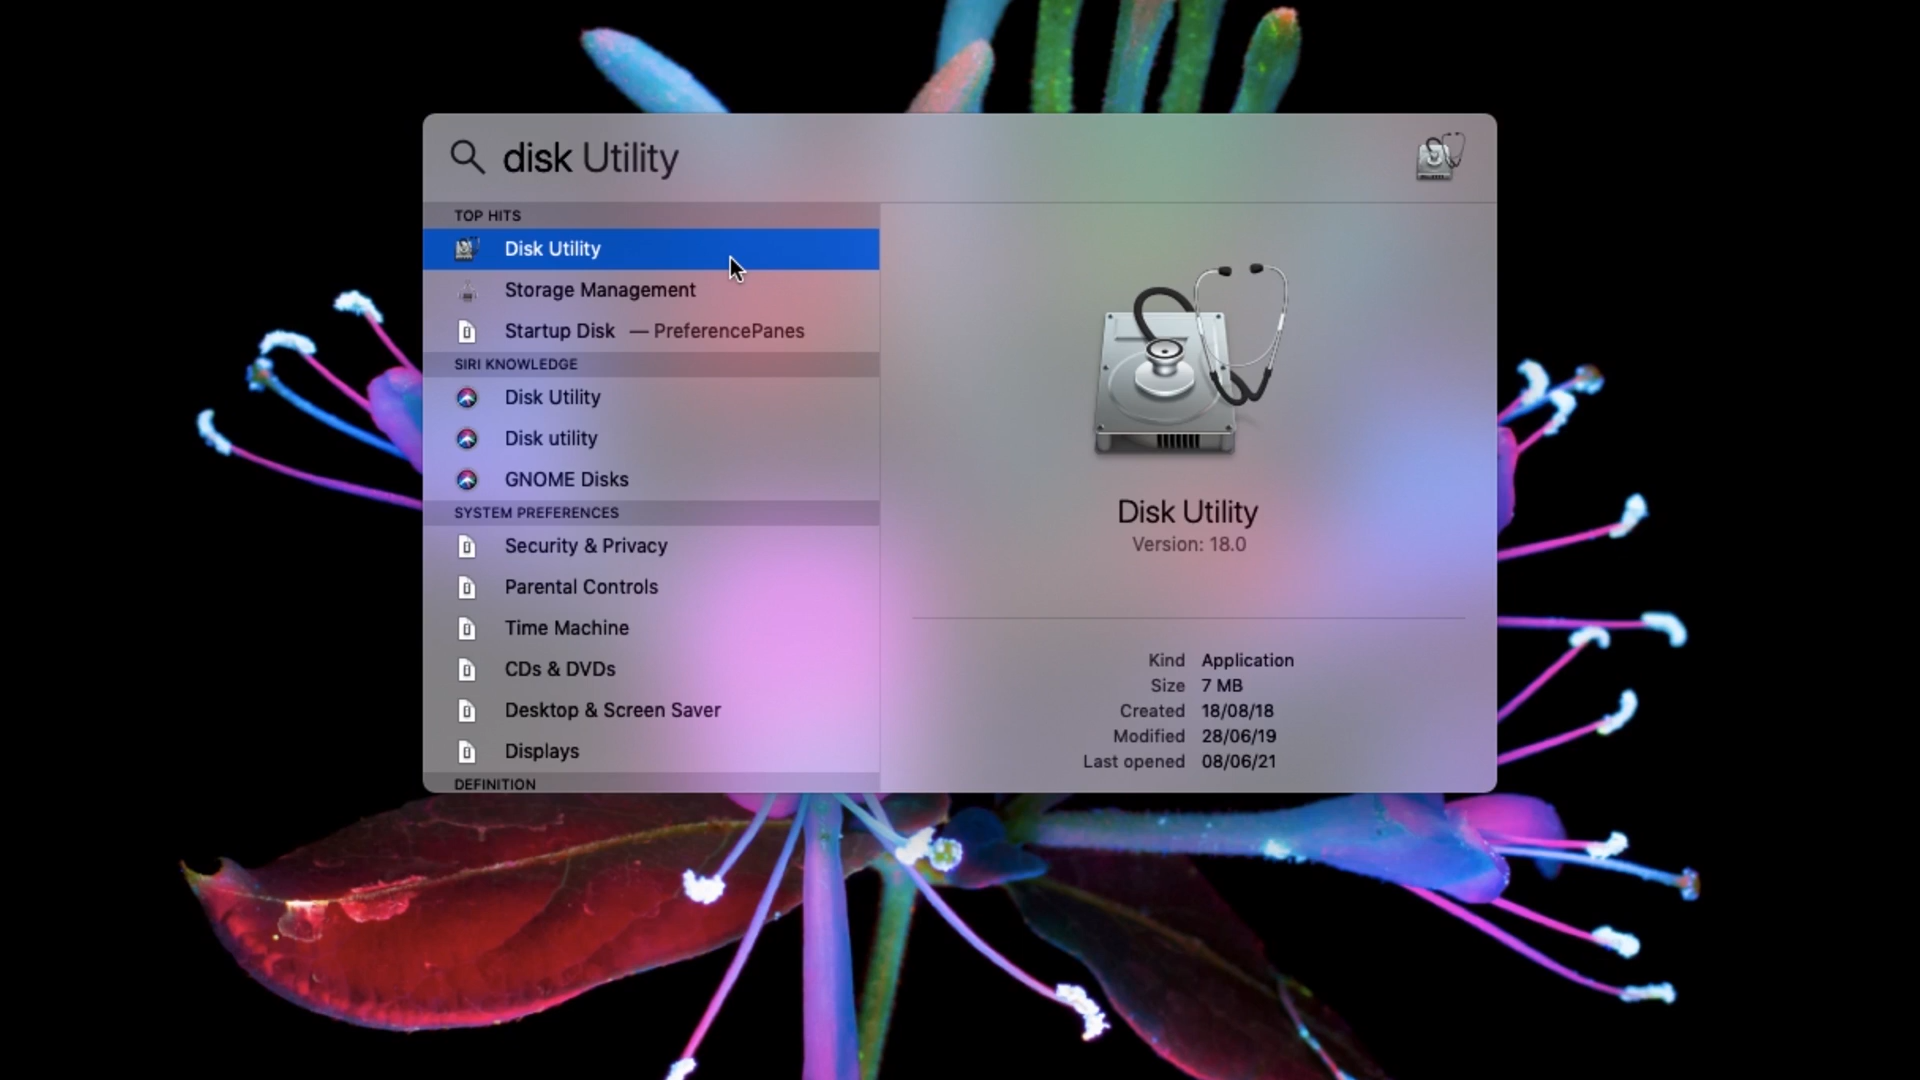 disk Utility
TOP HITS
Disk Utility
Storage Management
Startup Disk — PreferencePanes
SIRI KNOWLEDGE
Disk Utility
Disk utility
GNOME Disks
SYSTEM PREFERENCES
Security & Privacy
Parental Controls
Time Machine
CDs & DVDs
Desktop & Screen Saver
Displays
DEFINITION
Disk Utility
Version: 18.0
Kind Application
Size 7 MB
Created 18/08/18
Modified 28/06/19
Last opened 08/06/21